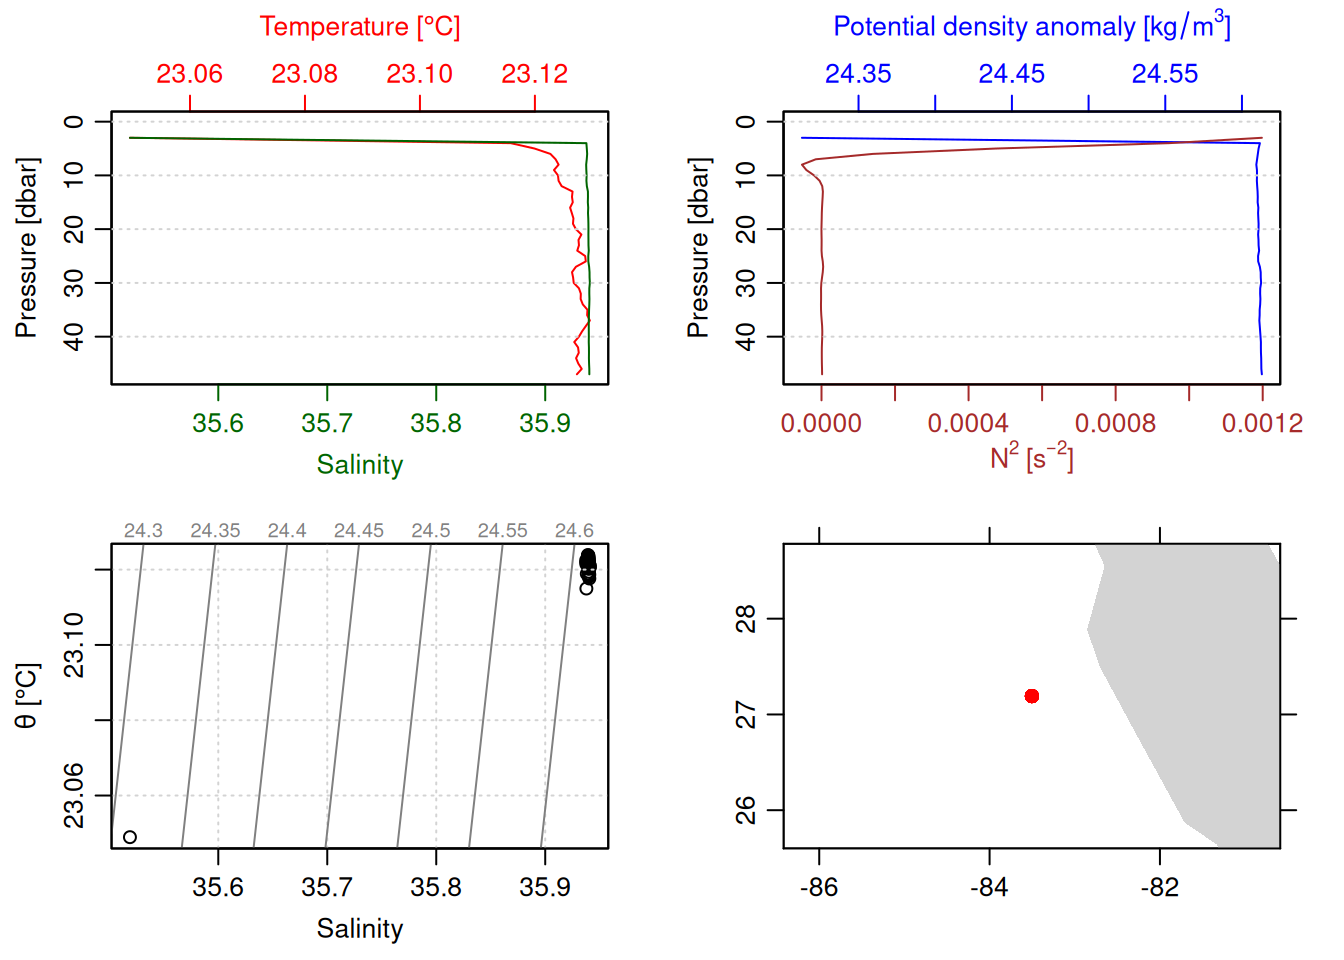 Temperature [°C]
23.06 23.08 23.10 23.12
Pressure [dbar]
0
10
20
30
40
35.6 35.7 35.8 35.9
Salinity
Potential density anomaly [kg/m³]
24.35 24.45 24.55
Pressure [dbar]
0
10
20
30
40
0.0000 0.0004 0.0008 0.0012
N² [s⁻²]
24.3 24.35 24.4 24.45 24.5 24.55 24.6
θ [°C]
23.10
23.06
35.6 35.7 35.8 35.9
Salinity
28
27
26
-86 -84 -82